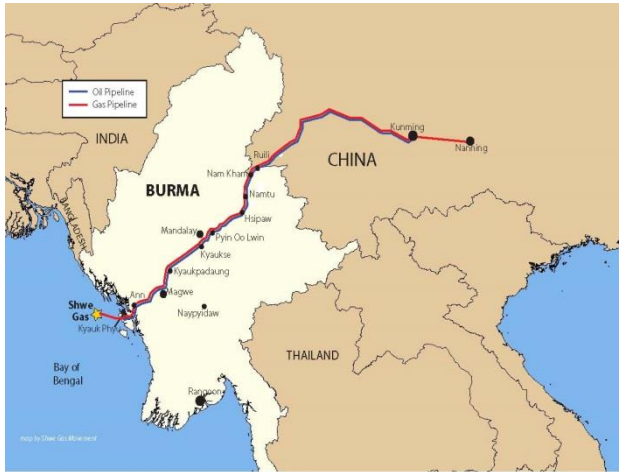 Oil Pipeline
Gas Pipeline
INDIA
BANGLADESH
BURMA
CHINA
Kunming
Nanning
Ruili
Nam Kham
Namtu
Hsipaw
Mandalay
Pyin Oo Lwin
Kyaukse
Kyaukpadaung
Ann
Magwe
Shwe
Gas
Kyauk Phyu
Naypyidaw
THAILAND
Bay of
Bengal
Rangoon
map by Shwe Gas Movement